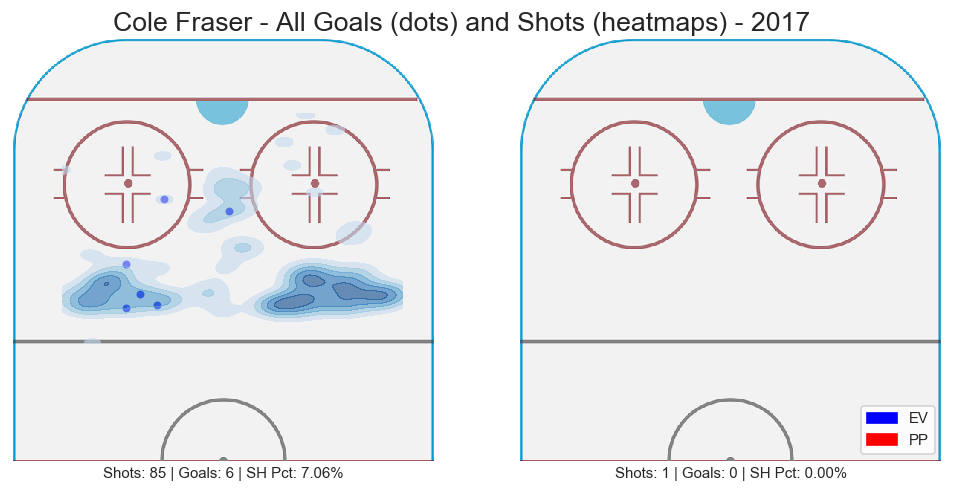 Cole Fraser - All Goals (dots) and Shots (heatmaps) - 2017
EV
PP
Shots: 85 | Goals: 6 | SH Pct: 7.06%
Shots: 1 | Goals: 0 | SH Pct: 0.00%